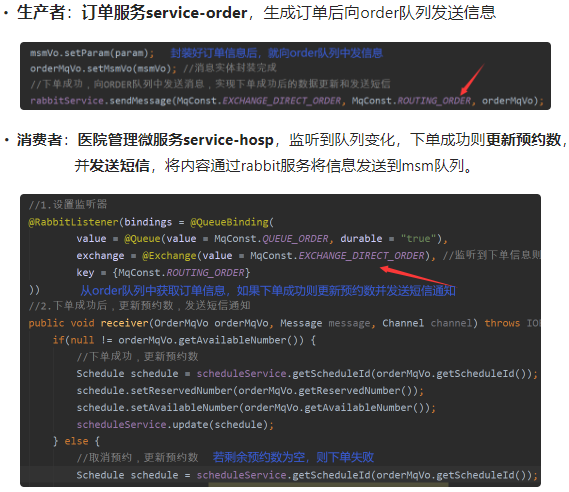 • 生产者：订单服务service-order，生成订单后向order队列发送信息
msmVo.setParam(param);  封装好订单信息后，就向order队列中发信息
orderMqVo.setMsmVo(msmVo); //消息实体封装完成
//下单成功，向ORDER队列中发送消息，实现下单成功后的数据更新和发送短信
rabbitService.sendMessage(MqConst.EXCHANGE_DIRECT_ORDER, MqConst.ROUTING_ORDER, orderMqVo);
• 消费者：医院管理微服务service-hosp，监听到队列变化，下单成功则更新预约数，
并发送短信，将内容通过rabbit服务将信息发送到msm队列。
//1.设置监听器
@RabbitListener(bindings = @QueueBinding(
value = @Queue(value = MqConst.QUEUE_ORDER, durable = "true"),
exchange = @Exchange(value = MqConst.EXCHANGE_DIRECT_ORDER), //监听到下单信息则
key = {MqConst.ROUTING_ORDER}
))  从order队列中获取订单信息，如果下单成功则更新预约数并发送短信通知
//2.下单成功后，更新预约数，发送短信通知
public void receiver(OrderMqVo orderMqVo, Message message, Channel channel) throws IO
if(null != orderMqVo.getAvailableNumber()) {
//下单成功，更新预约数
Schedule schedule = scheduleService.getScheduleId(orderMqVo.getScheduleId());
schedule.setReservedNumber(orderMqVo.getReservedNumber());
schedule.setAvailableNumber(orderMqVo.getAvailableNumber());
scheduleService.update(schedule);
} else {
//取消预约，更新预约数  若剩余预约数为空，则下单失败
Schedule schedule = scheduleService.getScheduleId(orderMqVo.getScheduleId());